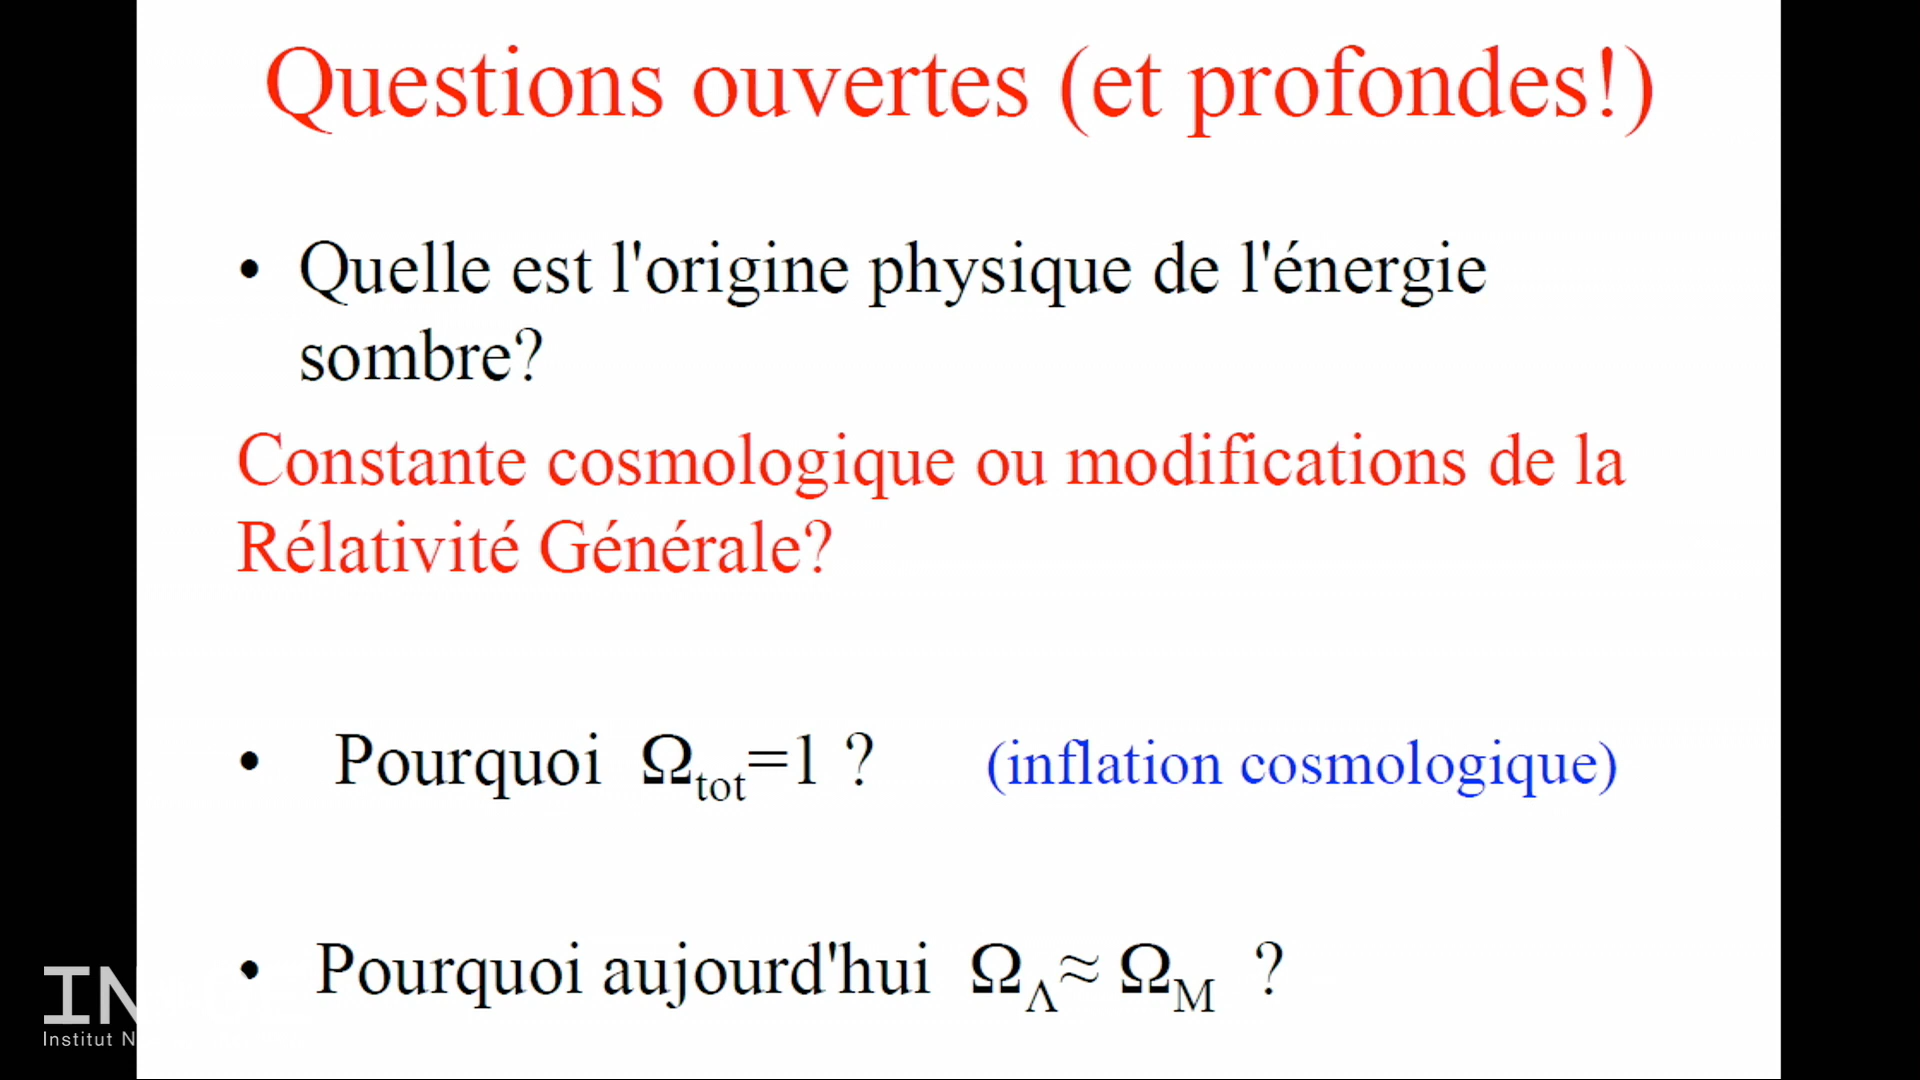 Questions ouvertes (et profondes!)
• Quelle est l'origine physique de l'énergie
sombre?
Constante cosmologique ou modifications de la
Rélativité Générale?
• Pourquoi Ω_tot=1 ? (inflation cosmologique)
• Pourquoi aujourd'hui Ω_Λ≈ Ω_M ?
Institut